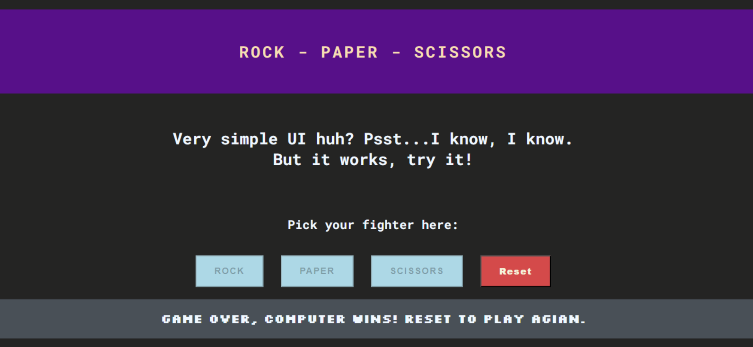 ROCK - PAPER - SCISSORS
Very simple UI huh? Psst...I know, I know.
But it works, try it!
Pick your fighter here:
ROCK PAPER SCISSORS Reset
GAME OVER, COMPUTER WINS! RESET TO PLAY AGIAN.